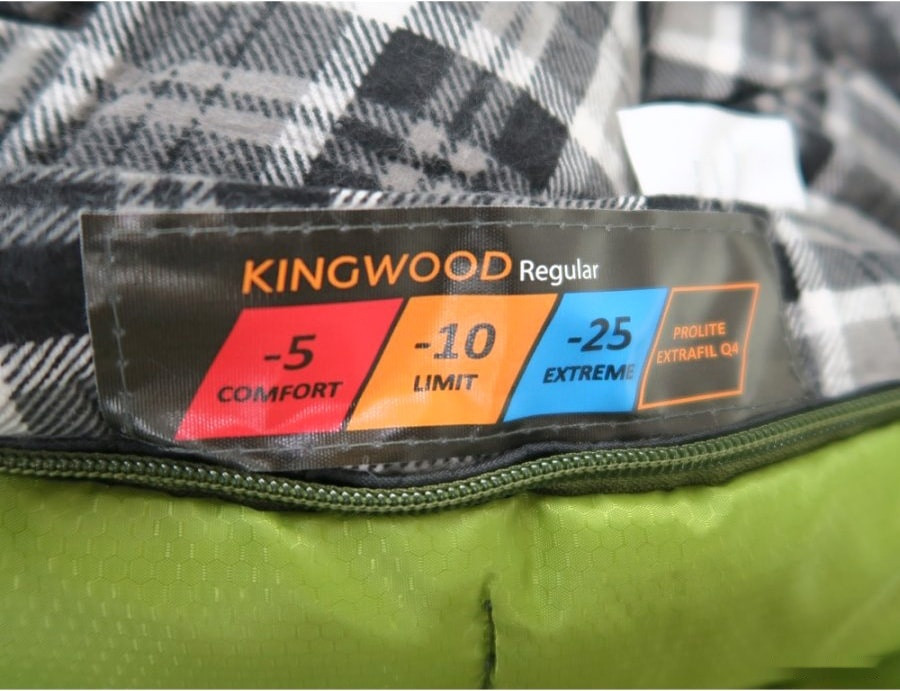 KINGWOOD Regular
-5
COMFORT
-10
LIMIT
-25
EXTREME
PROLITE
EXTRAFIL Q4